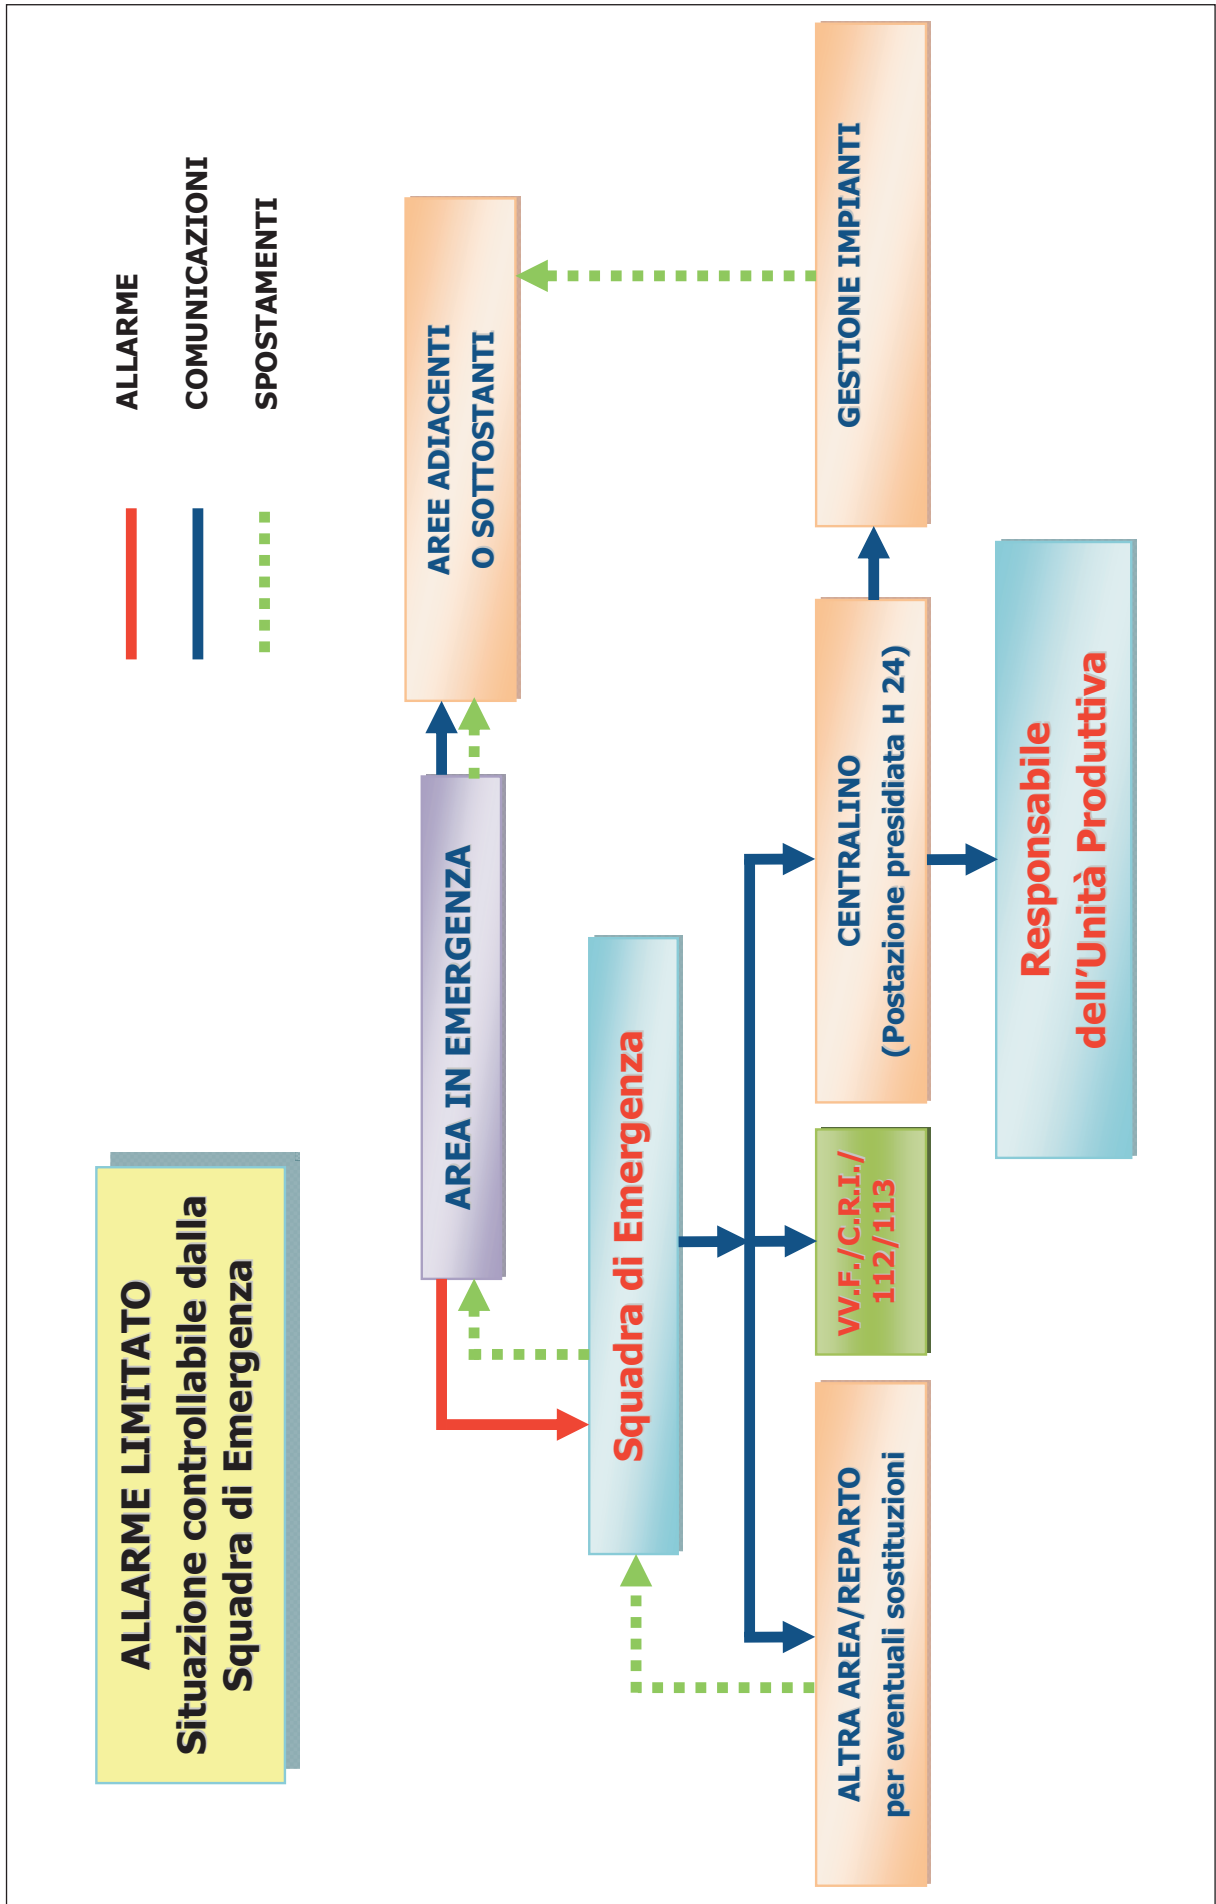 ALLARME LIMITATO
Situazione controllabile dalla
Squadra di Emergenza
ALLARME
COMUNICAZIONI
SPOSTAMENTI
AREA IN EMERGENZA
AREE ADIACENTI
O SOTTOSTANTI
Squadra di Emergenza
ALTRA AREA/REPARTO
per eventuali sostituzioni
VV.F./C.R.I./
112/113
CENTRALINO
(Postazione presidiata H 24)
GESTIONE IMPIANTI
Responsabile
dell'Unità Produttiva